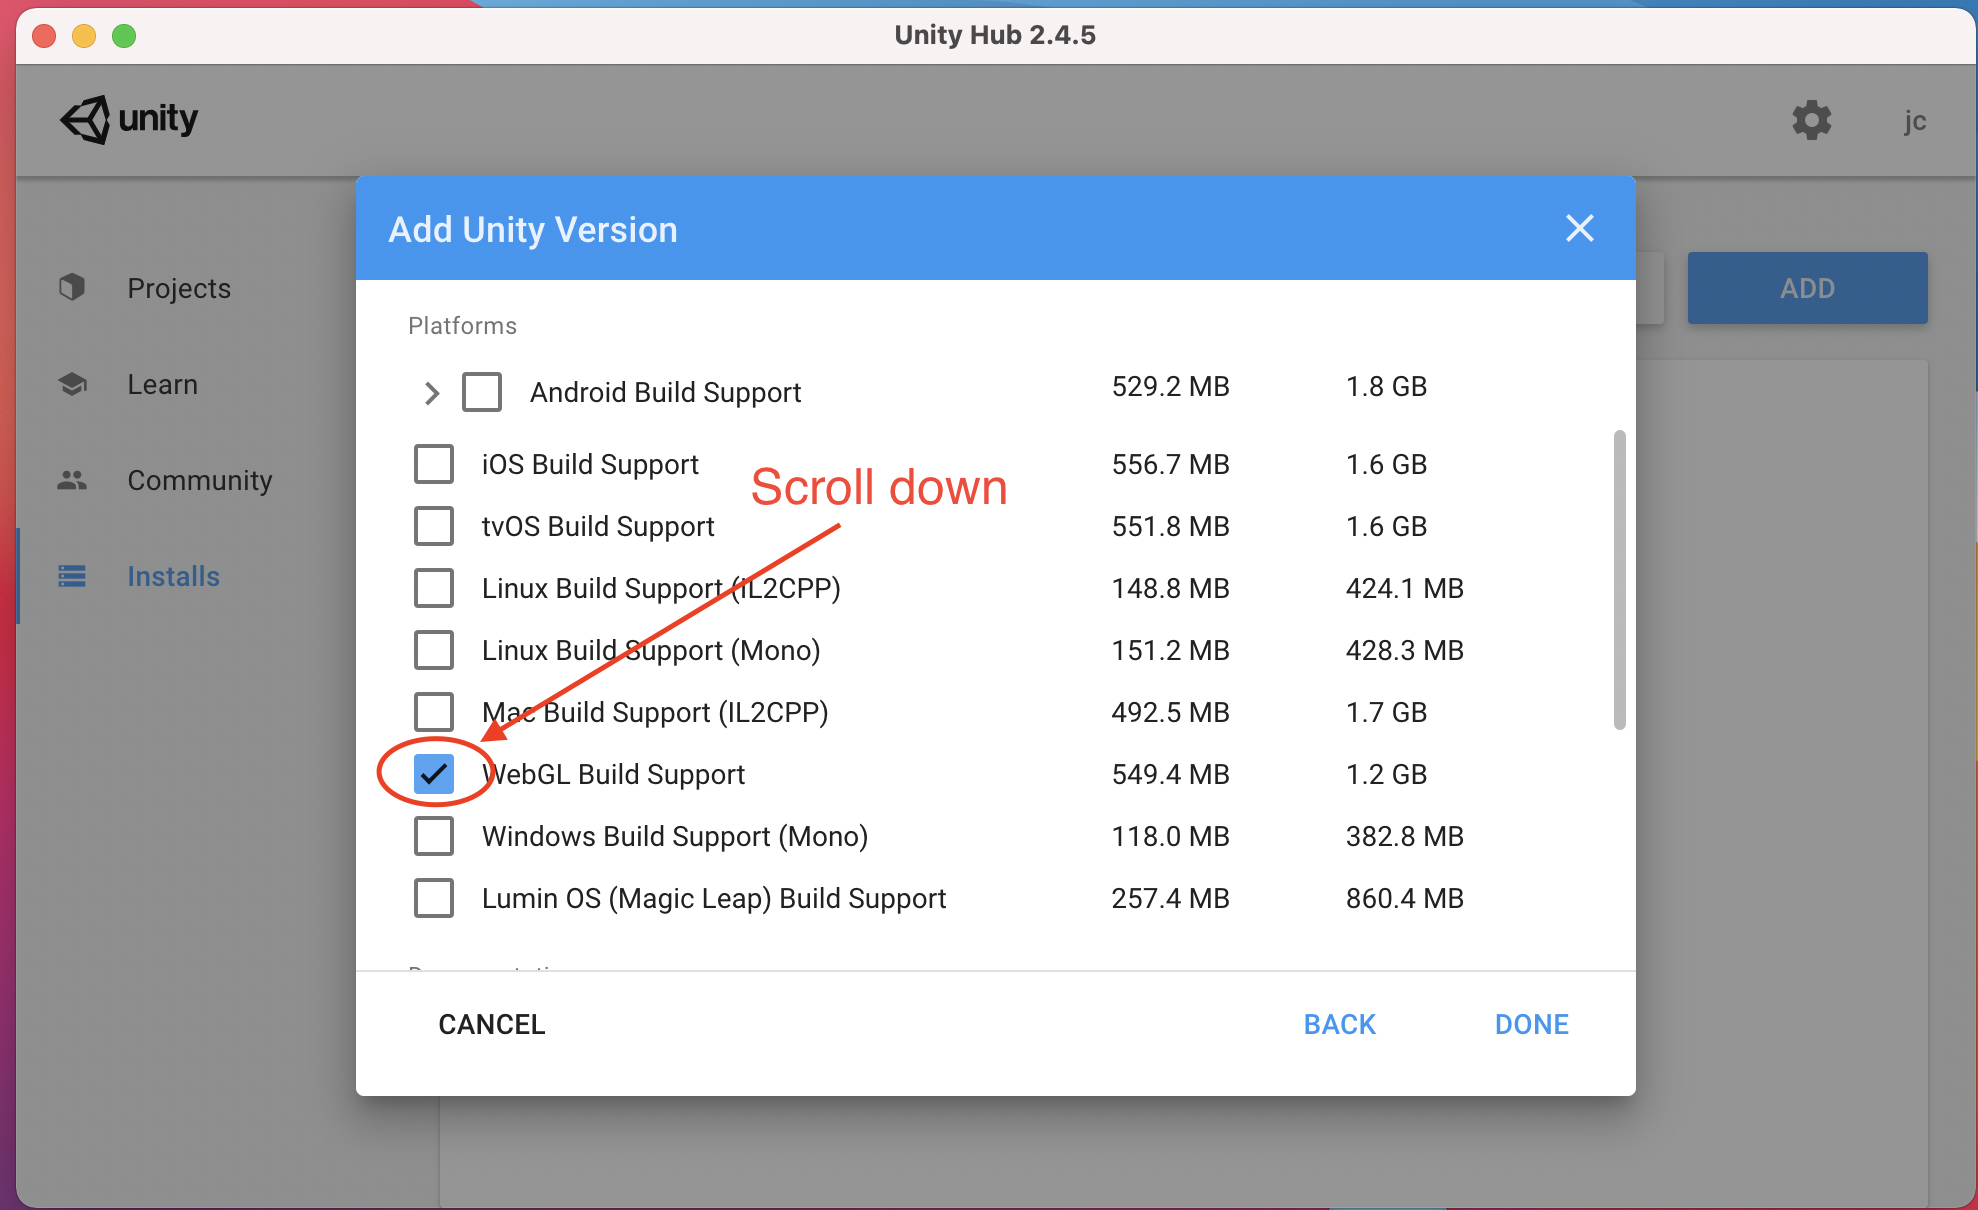 Unity Hub 2.4.5
unity
jc
Add Unity Version
Projects
ADD
Platforms
Learn
Android Build Support 529.2 MB 1.8 GB
iOS Build Support 556.7 MB 1.6 GB
Scroll down
Community
tvOS Build Support 551.8 MB 1.6 GB
Installs
Linux Build Support (IL2CPP) 148.8 MB 424.1 MB
Linux Build Support (Mono) 151.2 MB 428.3 MB
Mac Build Support (IL2CPP) 492.5 MB 1.7 GB
WebGL Build Support 549.4 MB 1.2 GB
Windows Build Support (Mono) 118.0 MB 382.8 MB
Lumin OS (Magic Leap) Build Support 257.4 MB 860.4 MB
CANCEL BACK DONE